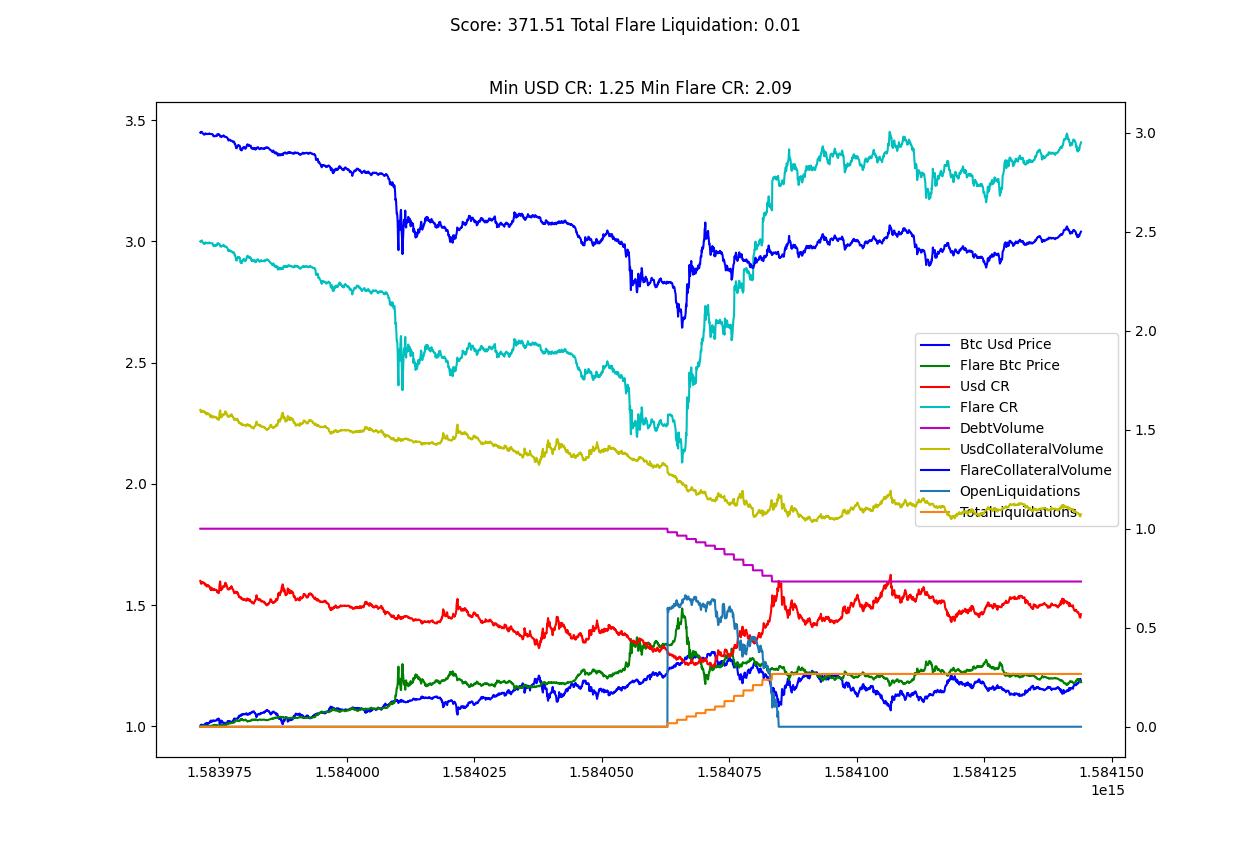 Score: 371.51 Total Flare Liquidation: 0.01
Min USD CR: 1.25 Min Flare CR: 2.09
3.5
3.0
2.5
2.0
1.5
1.0
3.0
2.5
2.0
1.5
1.0
0.5
0.0
Btc Usd Price
Flare Btc Price
Usd CR
Flare CR
DebtVolume
UsdCollateralVolume
FlareCollateralVolume
OpenLiquidations
TotalLiquidations
1.583975 1.584000 1.584025 1.584050 1.584075 1.584100 1.584125 1.584150
1e15